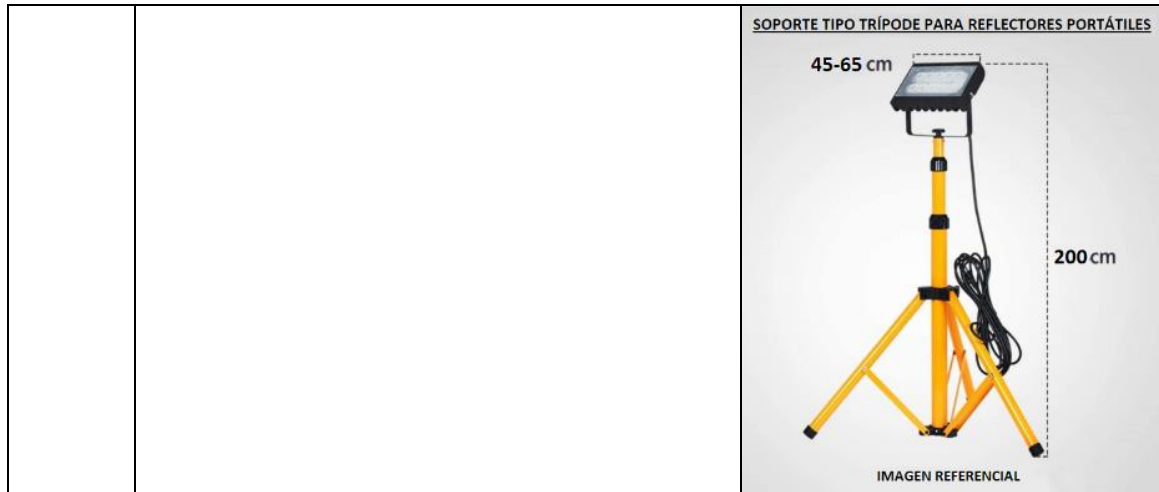 SOPORTE TIPO TRÍPODE PARA REFLECTORES PORTÁTILES
45-65 cm
200 cm
IMAGEN REFERENCIAL